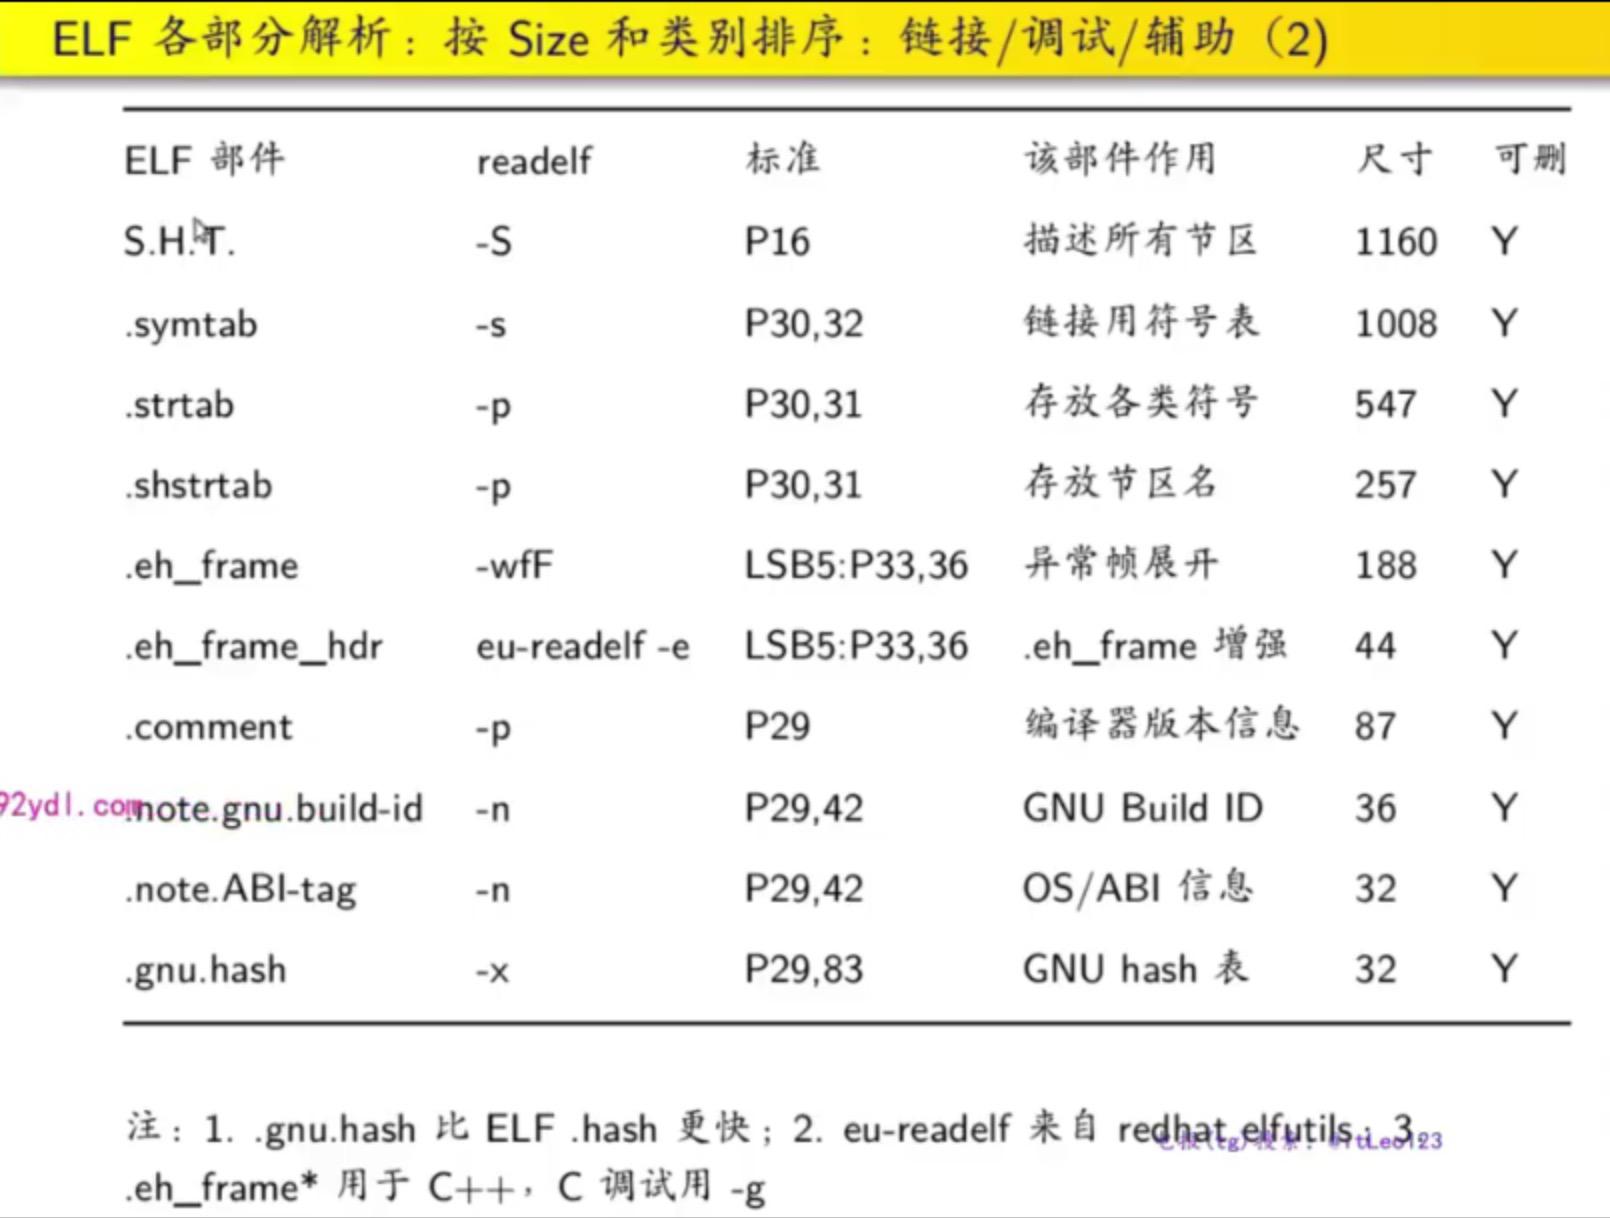 ELF 各部分解析：按 Size 和类别排序：链接/调试/辅助（2)
ELF 部件 readelf 标准 该部件作用 尺寸 可删
S.H.T. -S P16 描述所有节区 1160 Y
.symtab -s P30,32 链接用符号表 1008 Y
.strtab -p P30,31 存放各类符号 547 Y
.shstrtab -p P30,31 存放节区名 257 Y
.eh_frame -wfF LSB5:P33,36 异常帧展开 188 Y
.eh_frame_hdr eu-readelf -e LSB5:P33,36 .eh_frame 增强 44 Y
.comment -p P29 编译器版本信息 87 Y
92ydl.com
.note.gnu.build-id -n P29,42 GNU Build ID 36 Y
.note.ABI-tag -n P29,42 OS/ABI 信息 32 Y
.gnu.hash -x P29,83 GNU hash 表 32 Y
注：1. .gnu.hash 比 ELF .hash 更快；2. eu-readelf 来自 redhat elfutils；3.
.eh_frame* 用于 C++，C 调试用 -g